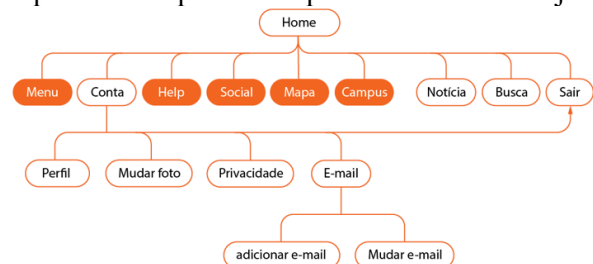 Home
Menu Conta Help Social Mapa Campus Notícia Busca Sair
Perfil Mudar foto Privacidade E-mail
adicionar e-mail Mudar e-mail